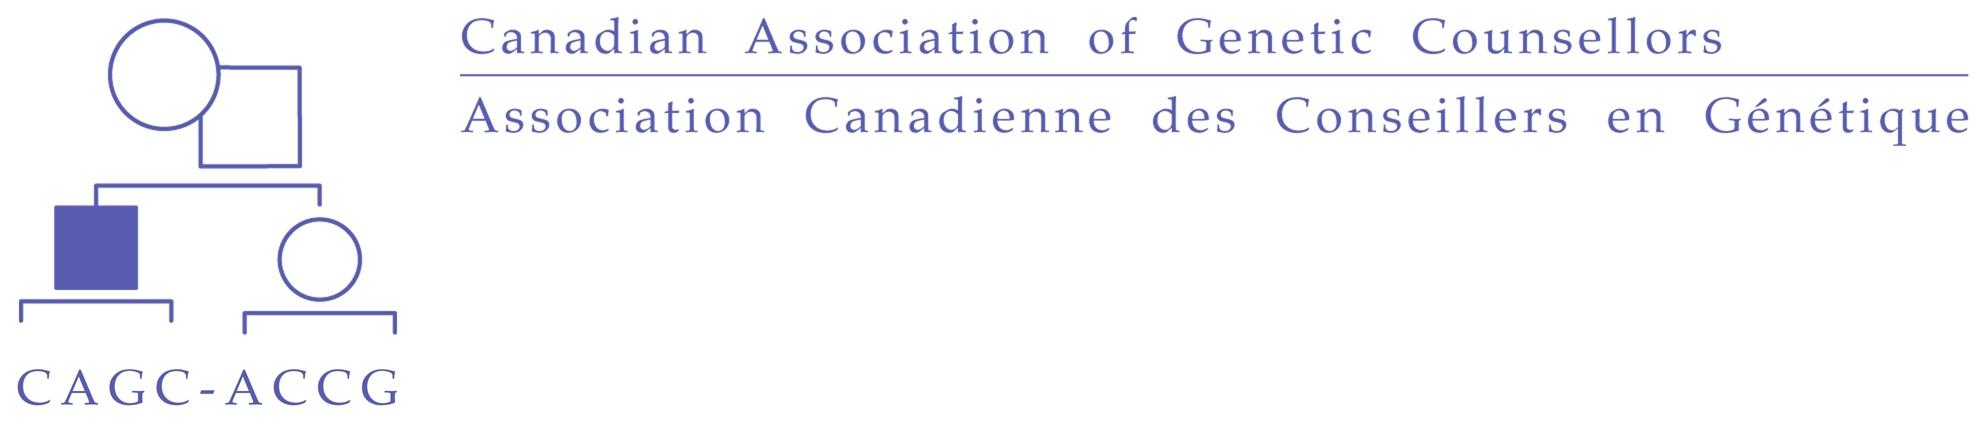 Canadian Association of Genetic Counsellors
Association Canadienne des Conseillers en Génétique
CAGC-ACCG